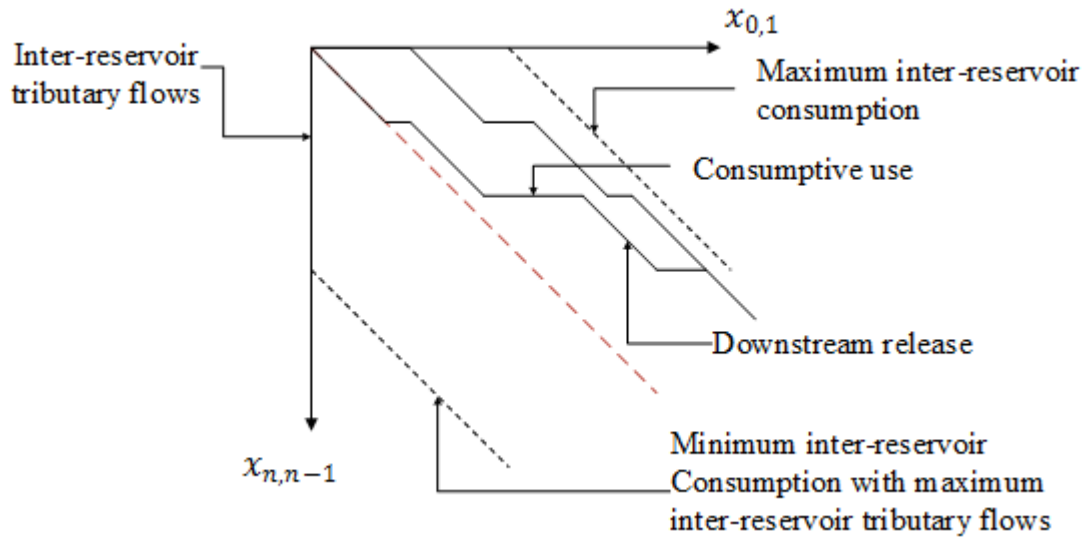 x₀,₁
Inter-reservoir
tributary flows
Maximum inter-reservoir
consumption
Consumptive use
Downstream release
xₙ,ₙ₋₁
Minimum inter-reservoir
Consumption with maximum
inter-reservoir tributary flows